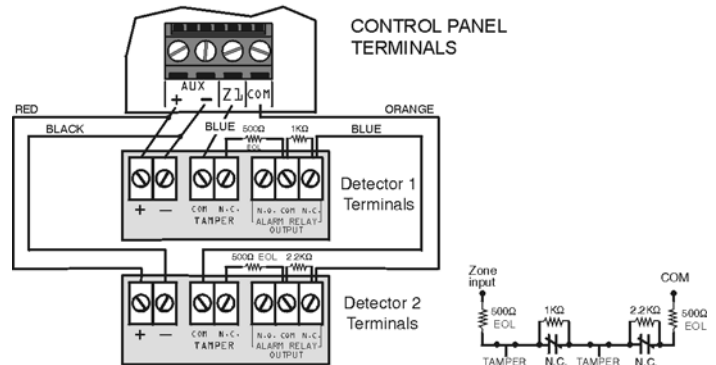 CONTROL PANEL
TERMINALS
AUX
+ - Z1 COM
RED
ORANGE
BLACK
BLUE
500Ω
EOL
1KΩ
BLUE
Detector 1
Terminals
+ -
COM N.C.
TAMPER
N.O. COM N.C.
ALARM RELAY
OUTPUT
500Ω EOL 2.2KΩ
Detector 2
Terminals
+ -
COM N.C.
TAMPER
N.O. COM N.C.
ALARM RELAY
OUTPUT
Zone
input
COM
500Ω
EOL
1KΩ
2.2KΩ
500Ω
EOL
TAMPER N.C. TAMPER N.C.